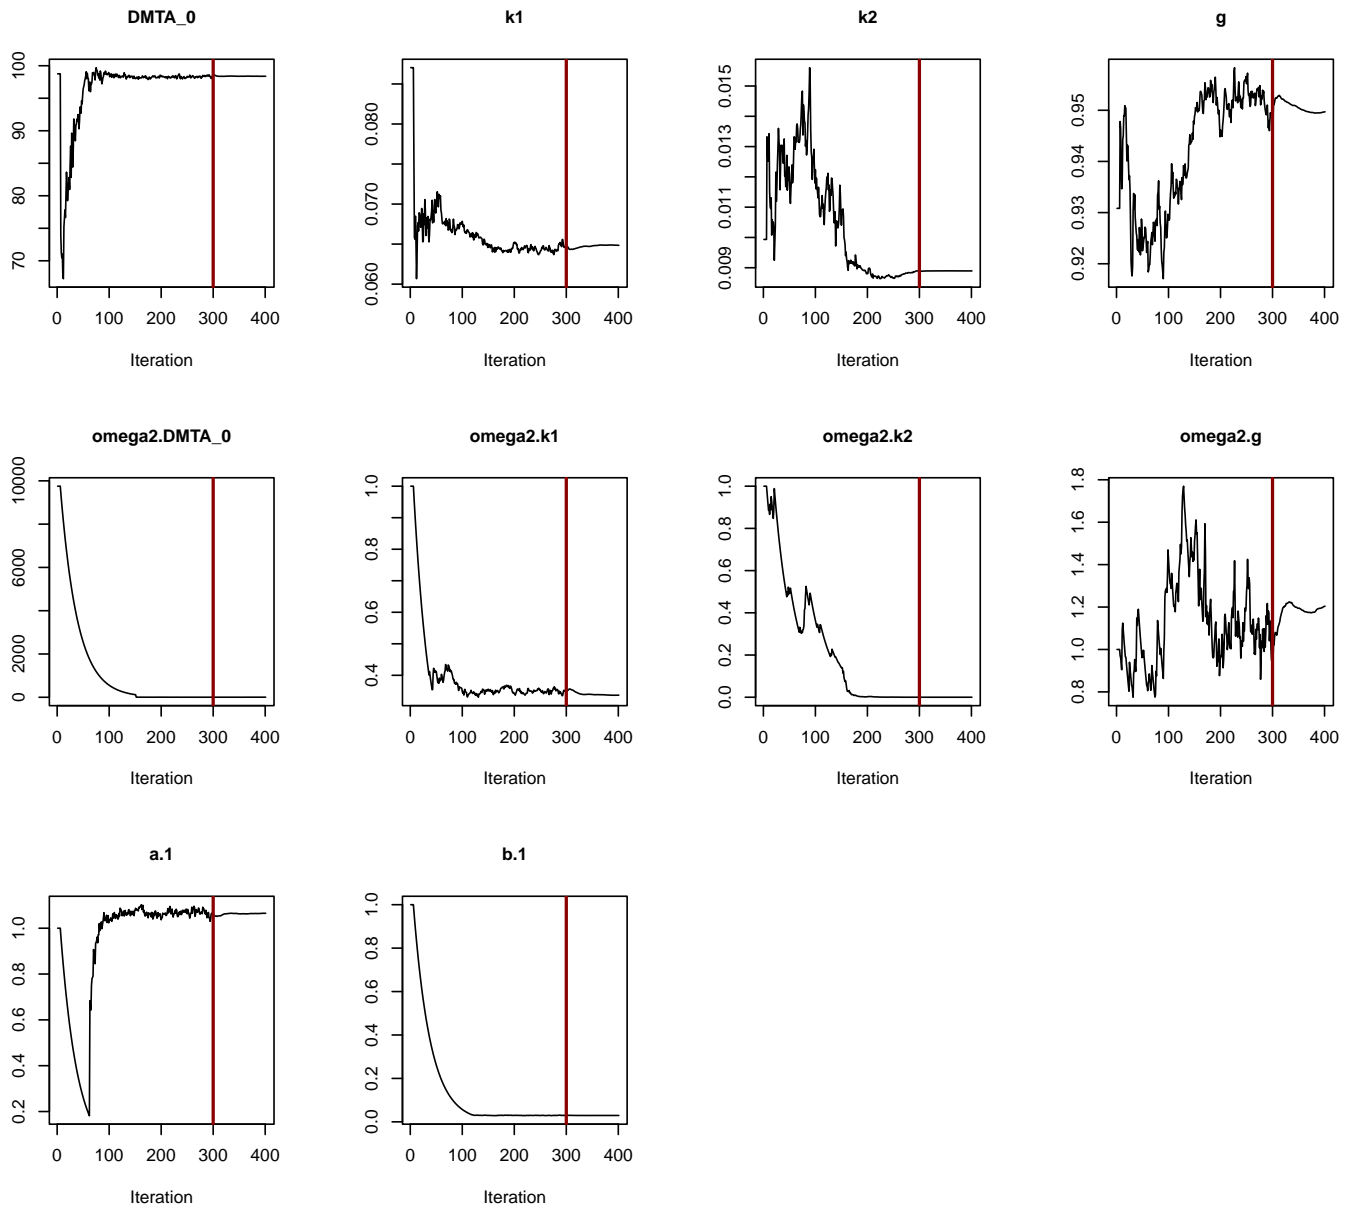 DMTA_0
k1
k2
g
70 80 90 100
0.060 0.070 0.080
0.009 0.011 0.013 0.015
0.92 0.93 0.94 0.95
0 100 200 300 400
0 100 200 300 400
0 100 200 300 400
0 100 200 300 400
Iteration
Iteration
Iteration
Iteration
omega2.DMTA_0
omega2.k1
omega2.k2
omega2.g
0 2000 6000 10000
0.4 0.6 0.8 1.0
0.0 0.2 0.4 0.6 0.8 1.0
0.8 1.0 1.2 1.4 1.6 1.8
0 100 200 300 400
0 100 200 300 400
0 100 200 300 400
0 100 200 300 400
Iteration
Iteration
Iteration
Iteration
a.1
b.1
0.2 0.4 0.6 0.8 1.0
0.0 0.2 0.4 0.6 0.8 1.0
0 100 200 300 400
0 100 200 300 400
Iteration
Iteration